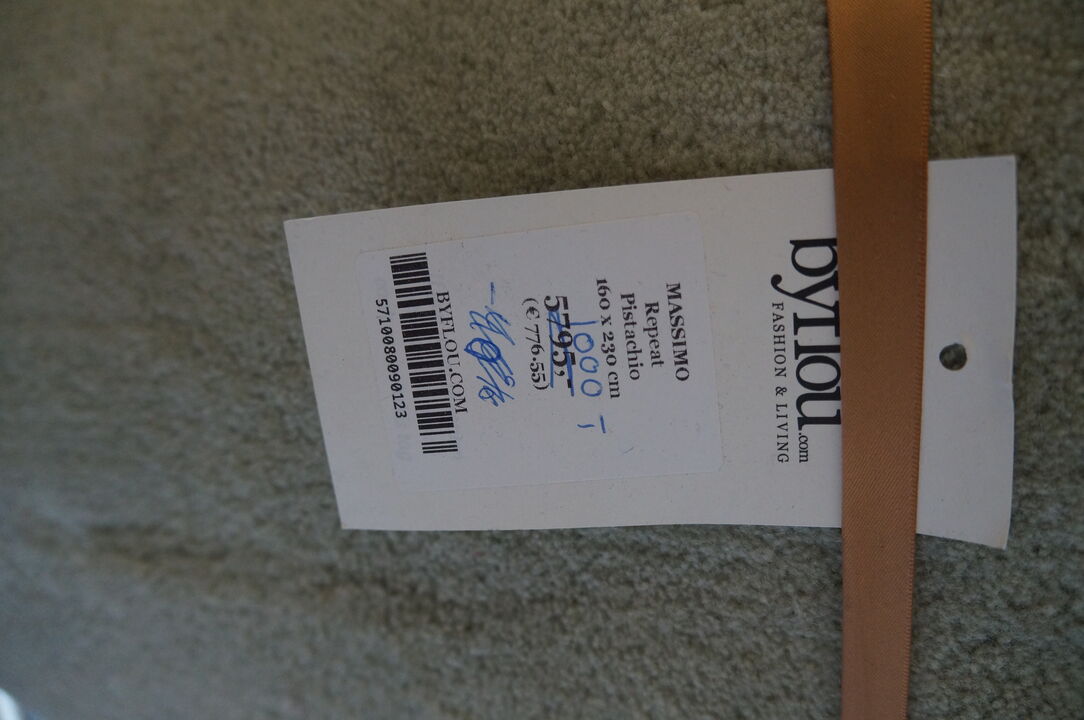 byflou.com
FASHION & LIVING
MASSIMO
Repeat
Pistachio
160 x 230 cm
1000,-
5795,-
(€ 776.55)
BYFLOU.COM
5710080090123